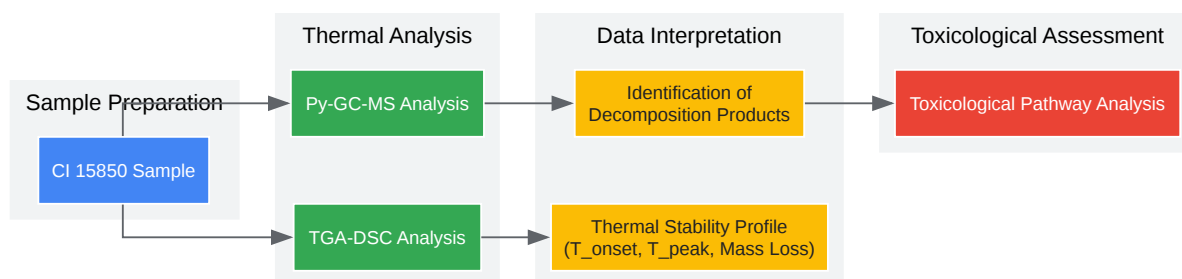 Sample Preparation
CI 15850 Sample
Thermal Analysis
Py-GC-MS Analysis
TGA-DSC Analysis
Data Interpretation
Identification of
Decomposition Products
Thermal Stability Profile
(T_onset, T_peak, Mass Loss)
Toxicological Assessment
Toxicological Pathway Analysis